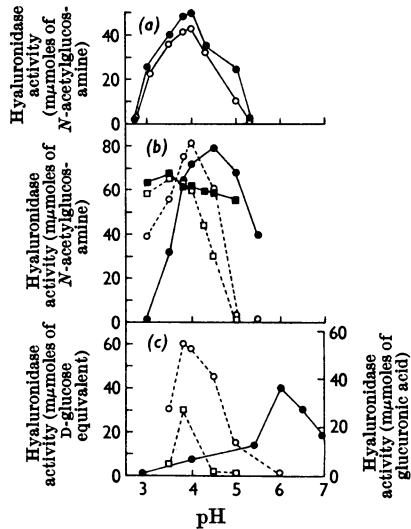 Hyaluronidase
activity
(mμmoles of
N-acetylglucos-
amine)
40
20
0
(a)
Hyaluronidase
activity (mμmoles of
N-acetylglucos-
amine)
80
60
40
20
0
(b)
Hyaluronidase
activity (mμmoles of
D-glucose
equivalent)
60
40
20
0
(c)
60
40
20
0
Hyaluronidase
activity (mμmoles of
glucuronic acid)
3
4
5
6
7
pH